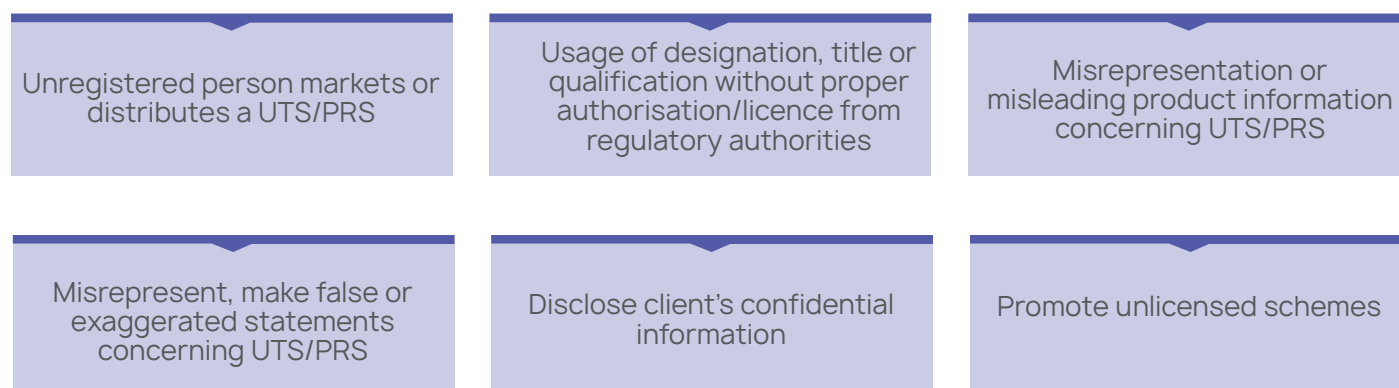 Unregistered person markets or
distributes a UTS/PRS
Usage of designation, title or
qualification without proper
authorisation/licence from
regulatory authorities
Misrepresentation or
misleading product information
concerning UTS/PRS
Misrepresent, make false or
exaggerated statements
concerning UTS/PRS
Disclose client's confidential
information
Promote unlicensed schemes